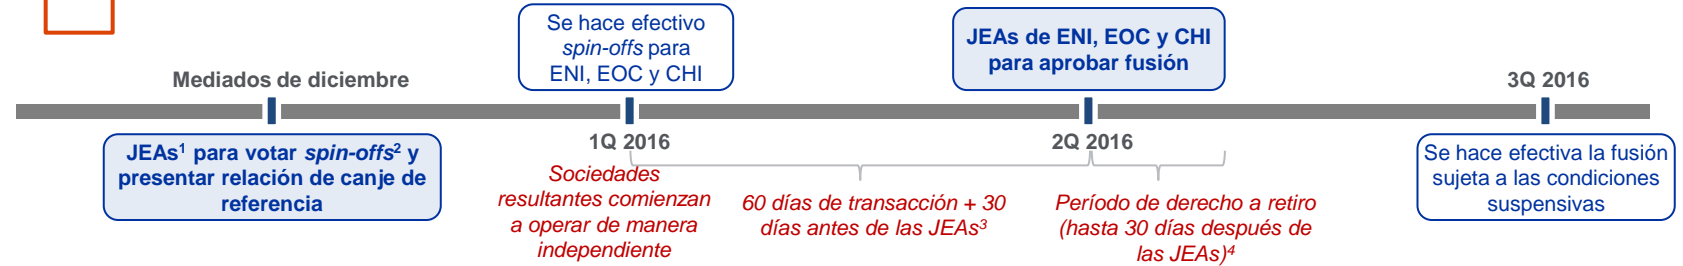 Mediados de diciembre
JEAs¹ para votar spin-offs² y
presentar relación de canje de
referencia
Se hace efectivo
spin-offs para
ENI, EOC y CHI
1Q 2016
Sociedades
resultantes comienzan
a operar de manera
independiente
60 días de transacción + 30
días antes de las JEAs³
JEAs de ENI, EOC y CHI
para aprobar fusión
2Q 2016
Período de derecho a retiro
(hasta 30 días después de
las JEAs)⁴
3Q 2016
Se hace efectiva la fusión
sujeta a las condiciones
suspensivas